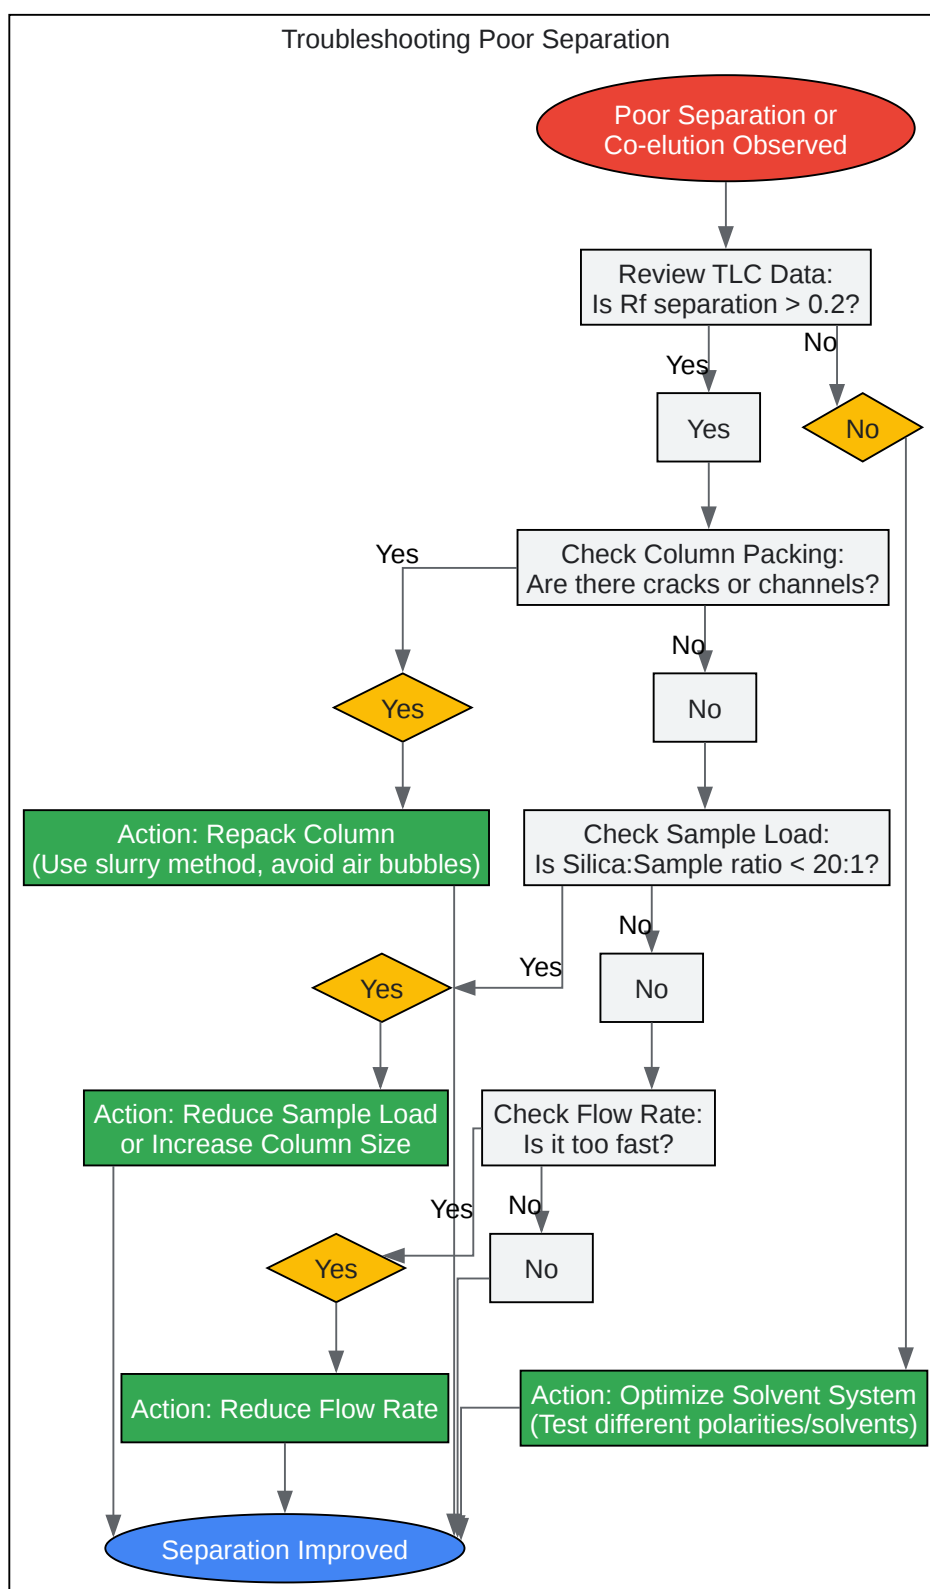 Troubleshooting Poor Separation
Poor Separation or
Co-elution Observed
Review TLC Data:
Is Rf separation > 0.2?
No
Yes
Yes
No
Check Column Packing:
Are there cracks or channels?
Yes
No
Yes
No
Action: Repack Column
(Use slurry method, avoid air bubbles)
Check Sample Load:
Is Silica:Sample ratio < 20:1?
No
Yes
Yes
No
Action: Reduce Sample Load
or Increase Column Size
Check Flow Rate:
Is it too fast?
Yes
No
Yes
No
Action: Reduce Flow Rate
Action: Optimize Solvent System
(Test different polarities/solvents)
Separation Improved